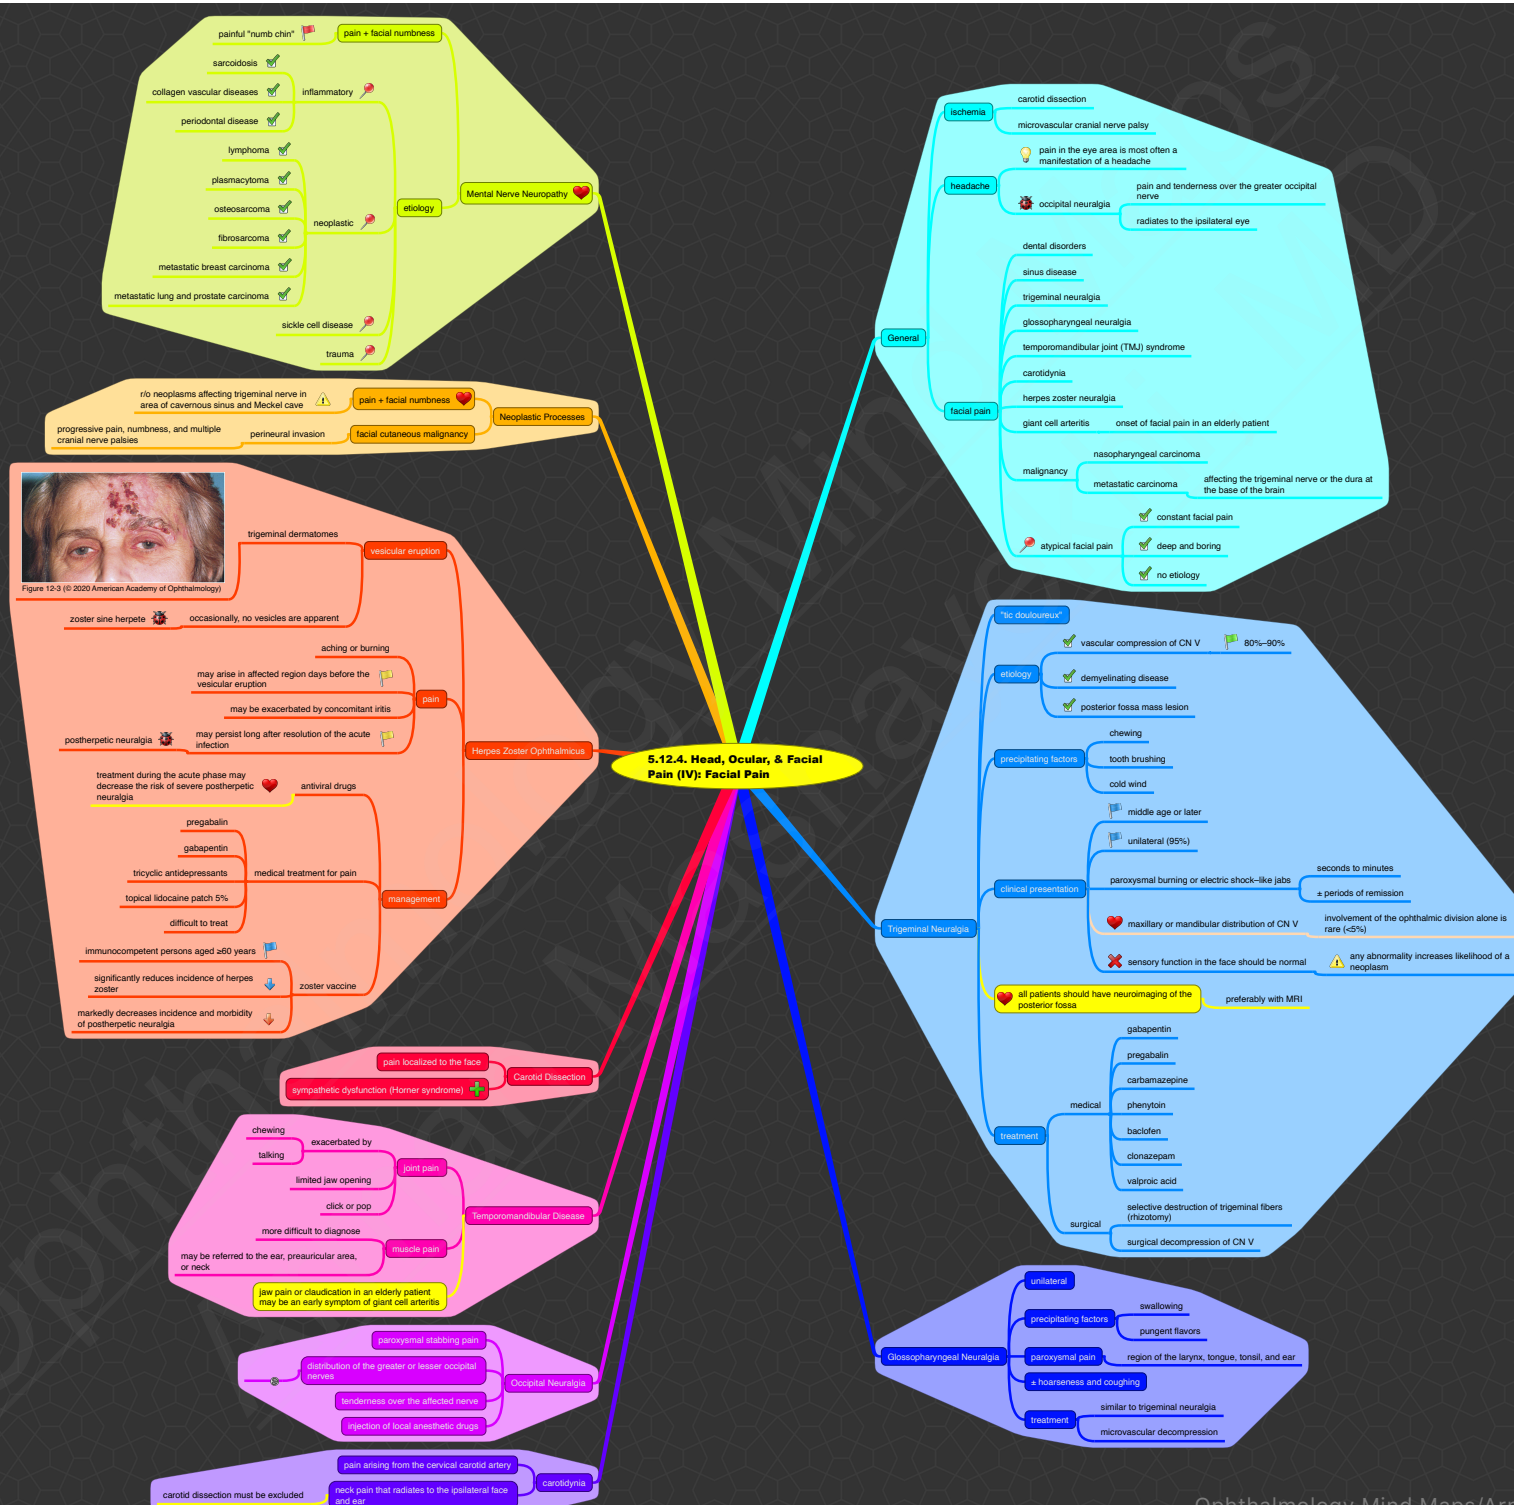 5.12.4. Head, Ocular, & Facial
Pain (IV): Facial Pain
Mental Nerve Neuropathy
pain + facial numbness
painful "numb chin"
etiology
inflammatory
sarcoidosis
collagen vascular diseases
periodontal disease
neoplastic
lymphoma
plasmacytoma
osteosarcoma
fibrosarcoma
metastatic breast carcinoma
metastatic lung and prostate carcinoma
sickle cell disease
trauma
Neoplastic Processes
pain + facial numbness
r/o neoplasms affecting trigeminal nerve in
area of cavernous sinus and Meckel cave
facial cutaneous malignancy
perineural invasion
progressive pain, numbness, and multiple
cranial nerve palsies
Herpes Zoster Ophthalmicus
vesicular eruption
trigeminal dermatomes
Figure 12-3 (© 2020 American Academy of Ophthalmology)
occasionally, no vesicles are apparent
zoster sine herpete
pain
aching or burning
may arise in affected region days before the
vesicular eruption
may be exacerbated by concomitant iritis
may persist long after resolution of the acute
infection
postherpetic neuralgia
management
antiviral drugs
treatment during the acute phase may
decrease the risk of severe postherpetic
neuralgia
medical treatment for pain
pregabalin
gabapentin
tricyclic antidepressants
topical lidocaine patch 5%
difficult to treat
zoster vaccine
immunocompetent persons aged ≥60 years
significantly reduces incidence of herpes
zoster
markedly decreases incidence and morbidity
of postherpetic neuralgia
Carotid Dissection
pain localized to the face
sympathetic dysfunction (Horner syndrome)
Temporomandibular Disease
joint pain
exacerbated by
chewing
talking
limited jaw opening
click or pop
muscle pain
more difficult to diagnose
may be referred to the ear, preauricular area,
or neck
jaw pain or claudication in an elderly patient
may be an early symptom of giant cell arteritis
Occipital Neuralgia
paroxysmal stabbing pain
distribution of the greater or lesser occipital
nerves
tenderness over the affected nerve
injection of local anesthetic drugs
carotidynia
pain arising from the cervical carotid artery
neck pain that radiates to the ipsilateral face
and ear
carotid dissection must be excluded
General
ischemia
carotid dissection
microvascular cranial nerve palsy
headache
pain in the eye area is most often a
manifestation of a headache
occipital neuralgia
pain and tenderness over the greater occipital
nerve
radiates to the ipsilateral eye
facial pain
dental disorders
sinus disease
trigeminal neuralgia
glossopharyngeal neuralgia
temporomandibular joint (TMJ) syndrome
carotidynia
herpes zoster neuralgia
giant cell arteritis
onset of facial pain in an elderly patient
malignancy
nasopharyngeal carcinoma
metastatic carcinoma
affecting the trigeminal nerve or the dura at
the base of the brain
atypical facial pain
constant facial pain
deep and boring
no etiology
Trigeminal Neuralgia
"tic douloureux"
etiology
vascular compression of CN V
80%–90%
demyelinating disease
posterior fossa mass lesion
precipitating factors
chewing
tooth brushing
cold wind
clinical presentation
middle age or later
unilateral (95%)
paroxysmal burning or electric shock–like jabs
seconds to minutes
± periods of remission
maxillary or mandibular distribution of CN V
involvement of the ophthalmic division alone is
rare (<5%)
sensory function in the face should be normal
any abnormality increases likelihood of a
neoplasm
all patients should have neuroimaging of the
posterior fossa
preferably with MRI
treatment
medical
gabapentin
pregabalin
carbamazepine
phenytoin
baclofen
clonazepam
valproic acid
surgical
selective destruction of trigeminal fibers
(rhizotomy)
surgical decompression of CN V
Glossopharyngeal Neuralgia
unilateral
precipitating factors
swallowing
pungent flavors
paroxysmal pain
region of the larynx, tongue, tonsil, and ear
± hoarseness and coughing
treatment
similar to trigeminal neuralgia
microvascular decompression
Ophthalmology Mind Maps